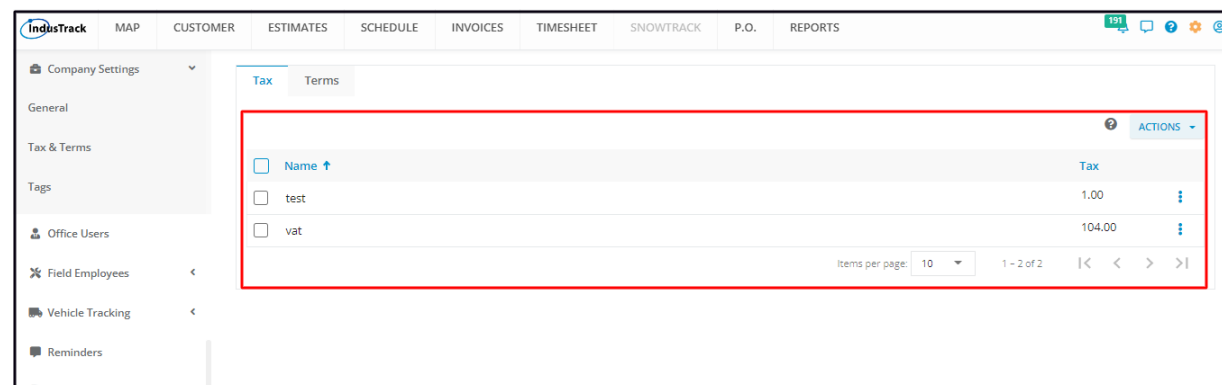 IndusTrack MAP CUSTOMER ESTIMATES SCHEDULE INVOICES TIMESHEET SNOWTRACK P.O. REPORTS 191
Company Settings
General
Tax & Terms
Tags
Office Users
Field Employees
Vehicle Tracking
Reminders
Tax Terms
ACTIONS
Name Tax
test 1.00
vat 104.00
Items per page: 10 1 – 2 of 2